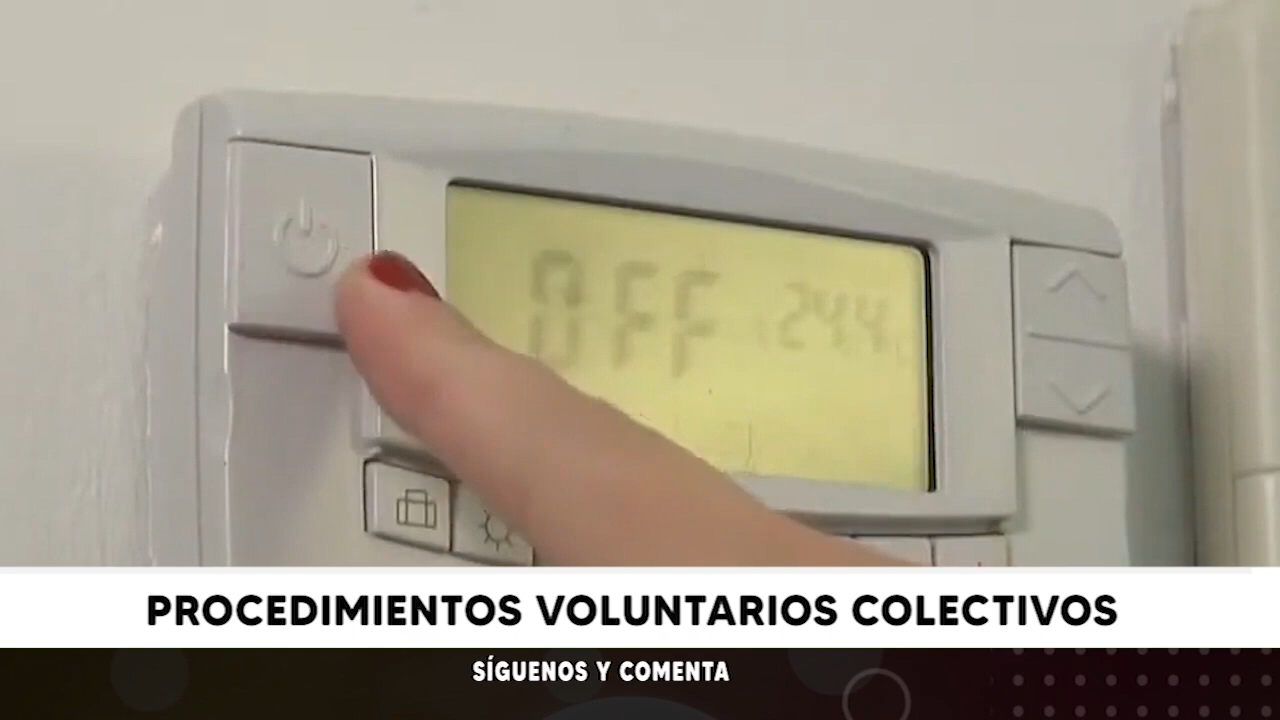 OFF 24.4
PROCEDIMIENTOS VOLUNTARIOS COLECTIVOS
SÍGUENOS Y COMENTA